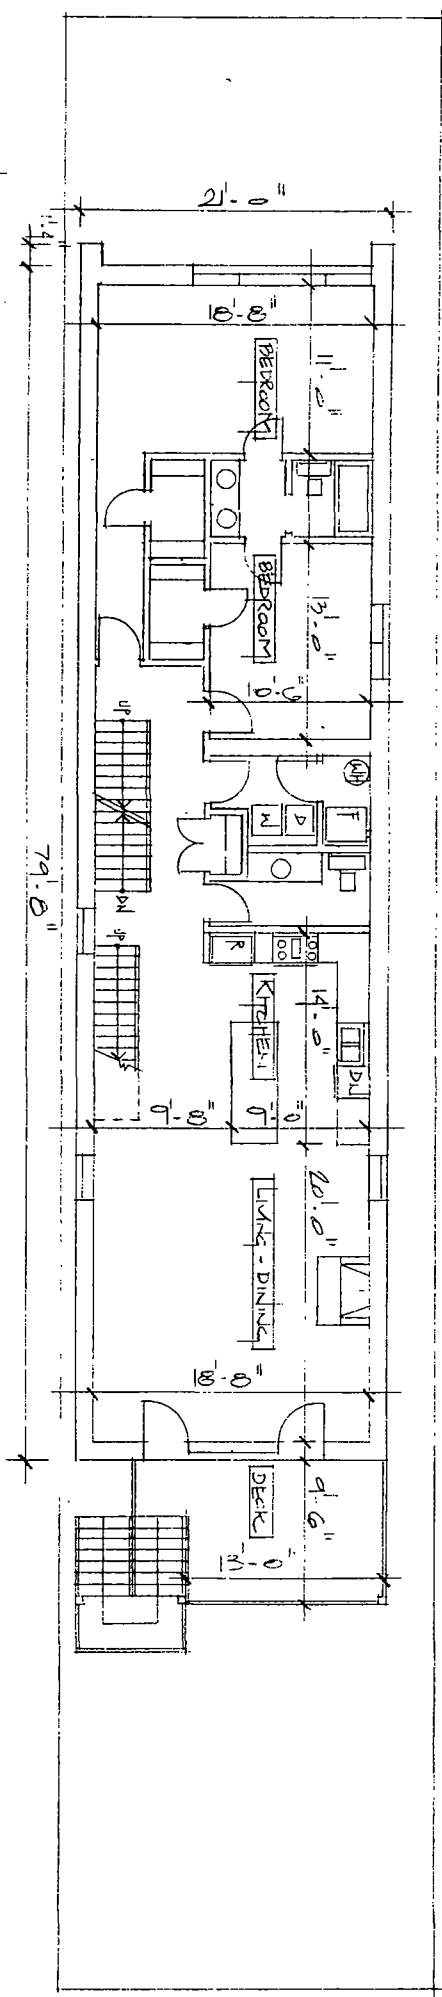 21'-0"
1'-4"
18'-8"
BEDROOM
11'-0"
BEDROOM
13'-0"
10'-6"
UP
DN
WH
F
W
D
79'-8"
UP
R
KITCHEN
14'-0"
DW
9'-8"
9'-0"
20'-0"
LIVING - DINING
18'-8"
DECK
9'-6"
13'-0"